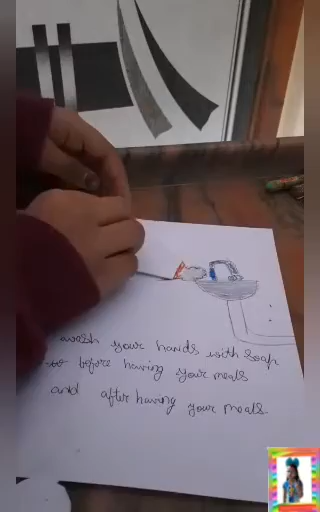 wash your hands with soap
before having your meals
and after having your meals.